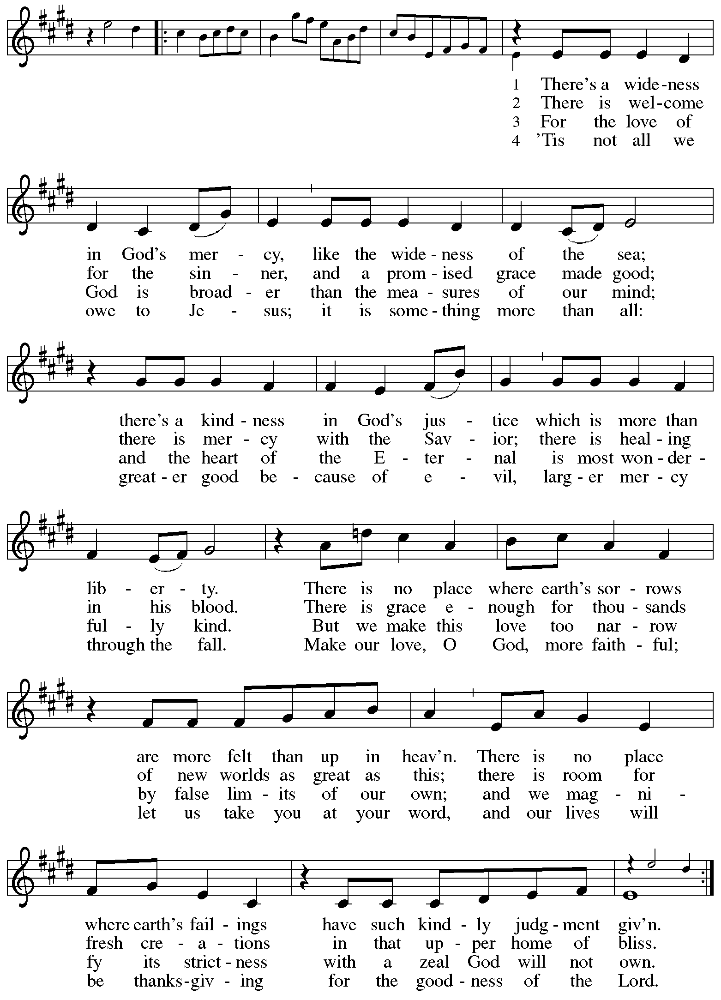 1 There's a wide-ness
2 There is wel-come
3 For the love of
4 'Tis not all we
in God's mer - cy, like the wide - ness of the sea;
for the sin - ner, and a prom - ised grace made good;
God is broad - er than the mea - sures of our mind;
owe to Je - sus; it is some - thing more than all:
there's a kind - ness in God's jus - tice which is more than
there is mer - cy with the Sav - ior; there is heal - ing
and the heart of the E - ter - nal is most won - der -
great - er good be - cause of e - vil, larg - er mer - cy
lib - er - ty. There is no place where earth's sor - rows
in his blood. There is grace e - nough for thou - sands
ful - ly kind. But we make this love too nar - row
through the fall. Make our love, O God, more faith - ful;
are more felt than up in heav'n. There is no place
of new worlds as great as this; there is room for
by false lim - its of our own; and we mag - ni -
let us take you at your word, and our lives will
where earth's fail - ings have such kind - ly judg - ment giv'n.
fresh cre - a - tions in that up - per home of bliss.
fy its strict - ness with a zeal God will not own.
be thanks-giv - ing for the good - ness of the Lord.